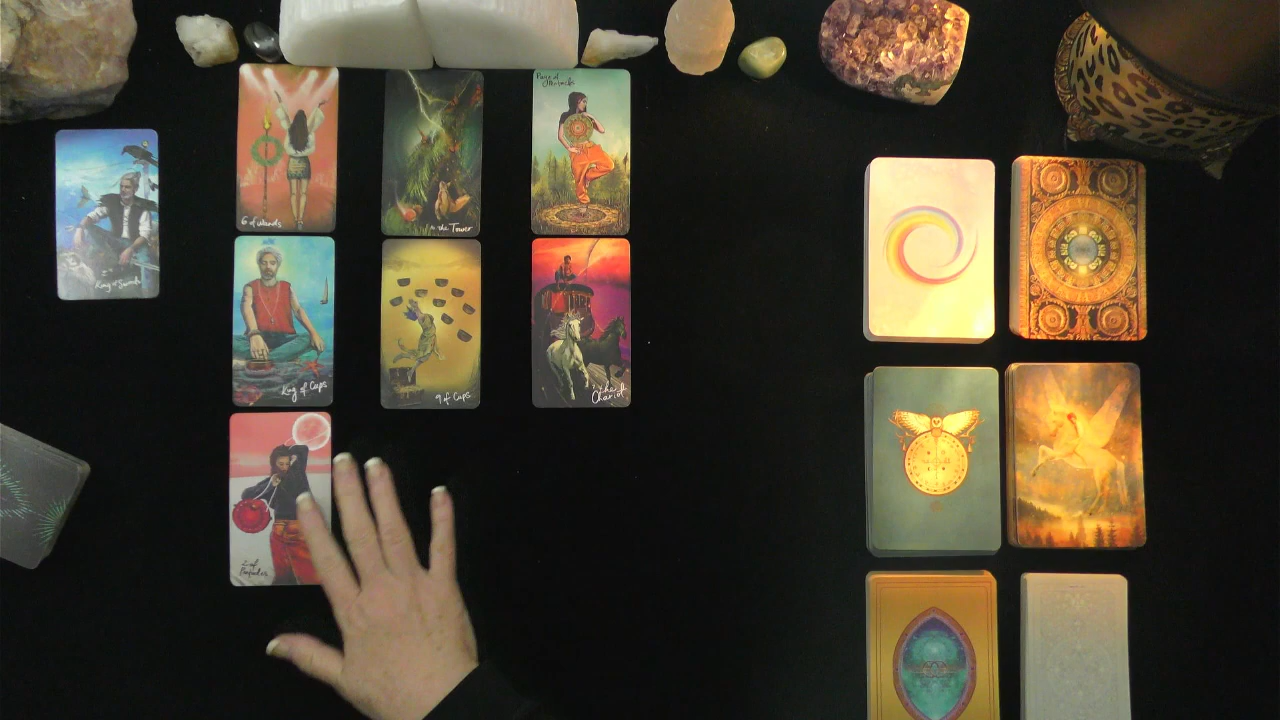 6 of wands
the Tower
Page of
Pentacles
King of Swords
King of Cups
9 of Cups
the
Chariot
2 of
Pentacles